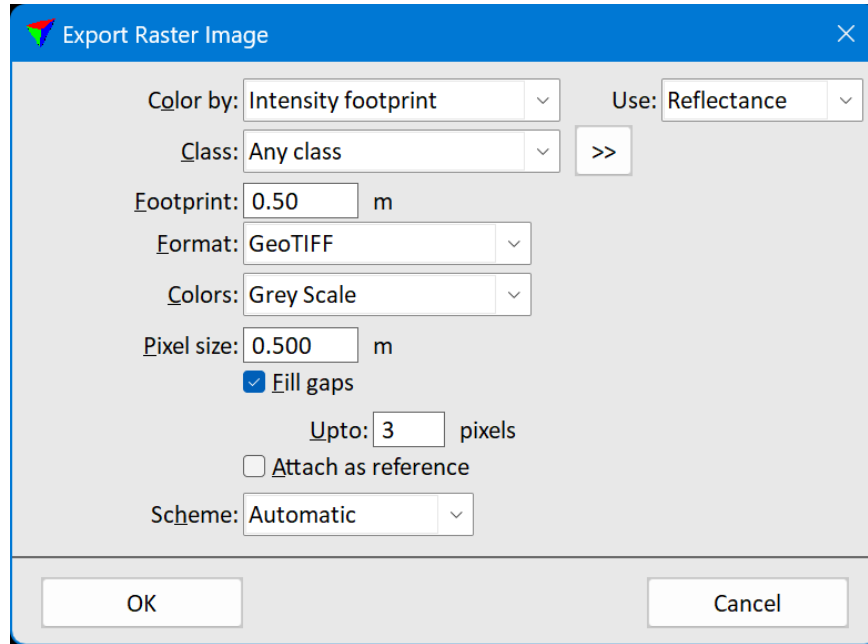 Export Raster Image
Color by: Intensity footprint Use: Reflectance
Class: Any class >>
Footprint: 0.50 m
Format: GeoTIFF
Colors: Grey Scale
Pixel size: 0.500 m
Fill gaps
Upto: 3 pixels
Attach as reference
Scheme: Automatic
OK Cancel